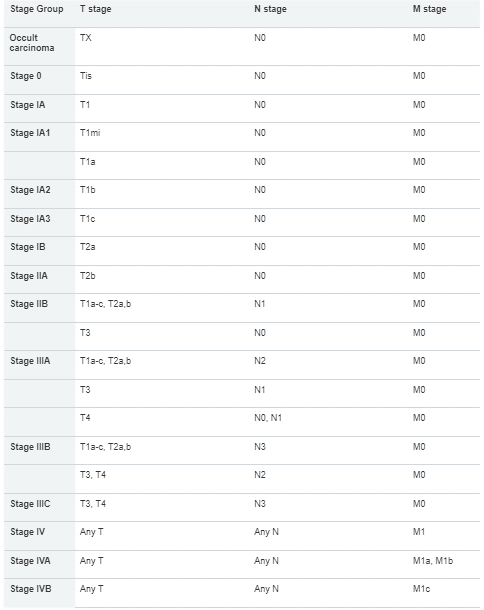 Stage Group T stage N stage M stage
Occult
carcinoma TX N0 M0
Stage 0 Tis N0 M0
Stage IA T1 N0 M0
Stage IA1 T1mi N0 M0
T1a N0 M0
Stage IA2 T1b N0 M0
Stage IA3 T1c N0 M0
Stage IB T2a N0 M0
Stage IIA T2b N0 M0
Stage IIB T1a-c, T2a,b N1 M0
T3 N0 M0
Stage IIIA T1a-c, T2a,b N2 M0
T3 N1 M0
T4 N0, N1 M0
Stage IIIB T1a-c, T2a,b N3 M0
T3, T4 N2 M0
Stage IIIC T3, T4 N3 M0
Stage IV Any T Any N M1
Stage IVA Any T Any N M1a, M1b
Stage IVB Any T Any N M1c